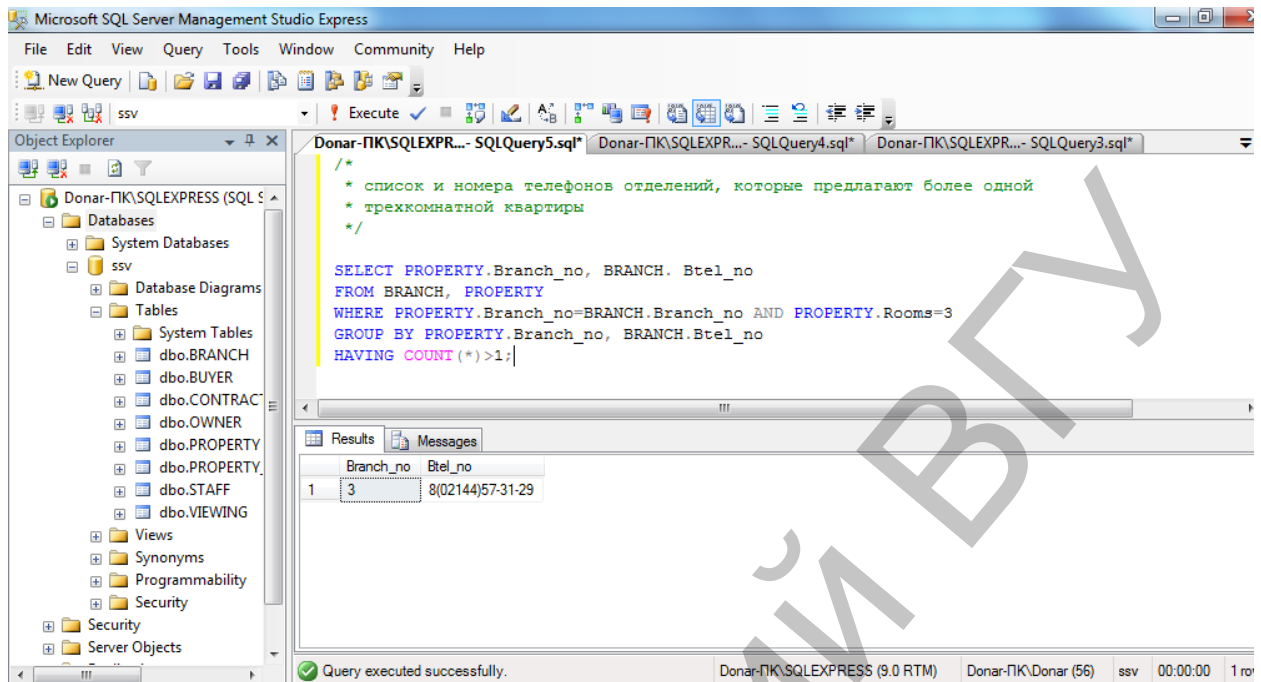 Microsoft SQL Server Management Studio Express
File Edit View Query Tools Window Community Help
New Query
ssv Execute
Object Explorer
Donar-ПК\SQLEXPR...- SQLQuery5.sql* Donar-ПК\SQLEXPR...- SQLQuery4.sql* Donar-ПК\SQLEXPR...- SQLQuery3.sql*
Donar-ПК\SQLEXPRESS (SQL S
Databases
System Databases
ssv
Database Diagrams
Tables
System Tables
dbo.BRANCH
dbo.BUYER
dbo.CONTRACT
dbo.OWNER
dbo.PROPERTY
dbo.PROPERTY_
dbo.STAFF
dbo.VIEWING
Views
Synonyms
Programmability
Security
Security
Server Objects
/*
* список и номера телефонов отделений, которые предлагают более одной
* трехкомнатной квартиры
*/
SELECT PROPERTY.Branch_no, BRANCH. Btel_no
FROM BRANCH, PROPERTY
WHERE PROPERTY.Branch_no=BRANCH.Branch_no AND PROPERTY.Rooms=3
GROUP BY PROPERTY.Branch_no, BRANCH.Btel_no
HAVING COUNT(*)>1;
Results Messages
Branch_no Btel_no
1 3 8(02144)57-31-29
Query executed successfully. Donar-ПК\SQLEXPRESS (9.0 RTM) Donar-ПК\Donar (56) ssv 00:00:00 1 ro
ИЙ ВГУ